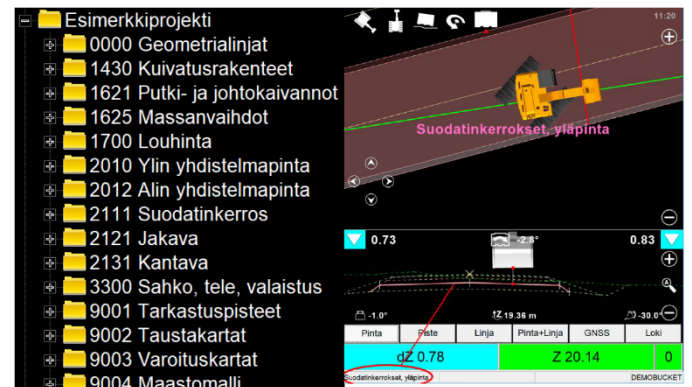 Esimerkkiprojekti
0000 Geometrialinjat
1430 Kuivatusrakenteet
1621 Putki- ja johtokaivannot
1625 Massanvaihdot
1700 Louhinta
2010 Ylin yhdistelmapinta
2012 Alin yhdistelmapinta
2111 Suodatinkerros
2121 Jakava
2131 Kantava
3300 Sahko, tele, valaistus
9001 Tarkastuspisteet
9002 Taustakartat
9003 Varoituskartat
9004 Maastomalli
11:20
Suodatinkerrokset, yläpinta
0.73
-2.8°
0.83
-1.0°
Z 19.36 m
-30.0°
Pinta
Piste
Linja
Pinta+Linja
GNSS
Loki
dZ 0.78
Z 20.14
0
Suodatinkerrokset, yläpinta
DEMOBUCKET